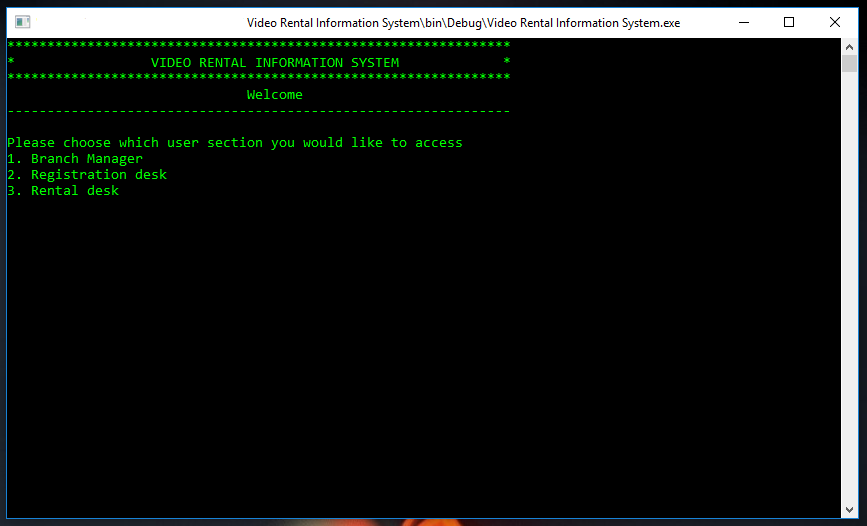 Video Rental Information System\bin\Debug\Video Rental Information System.exe
***************************************************************
*                 VIDEO RENTAL INFORMATION SYSTEM             *
***************************************************************
Welcome
---------------------------------------------------------------
Please choose which user section you would like to access
1. Branch Manager
2. Registration desk
3. Rental desk